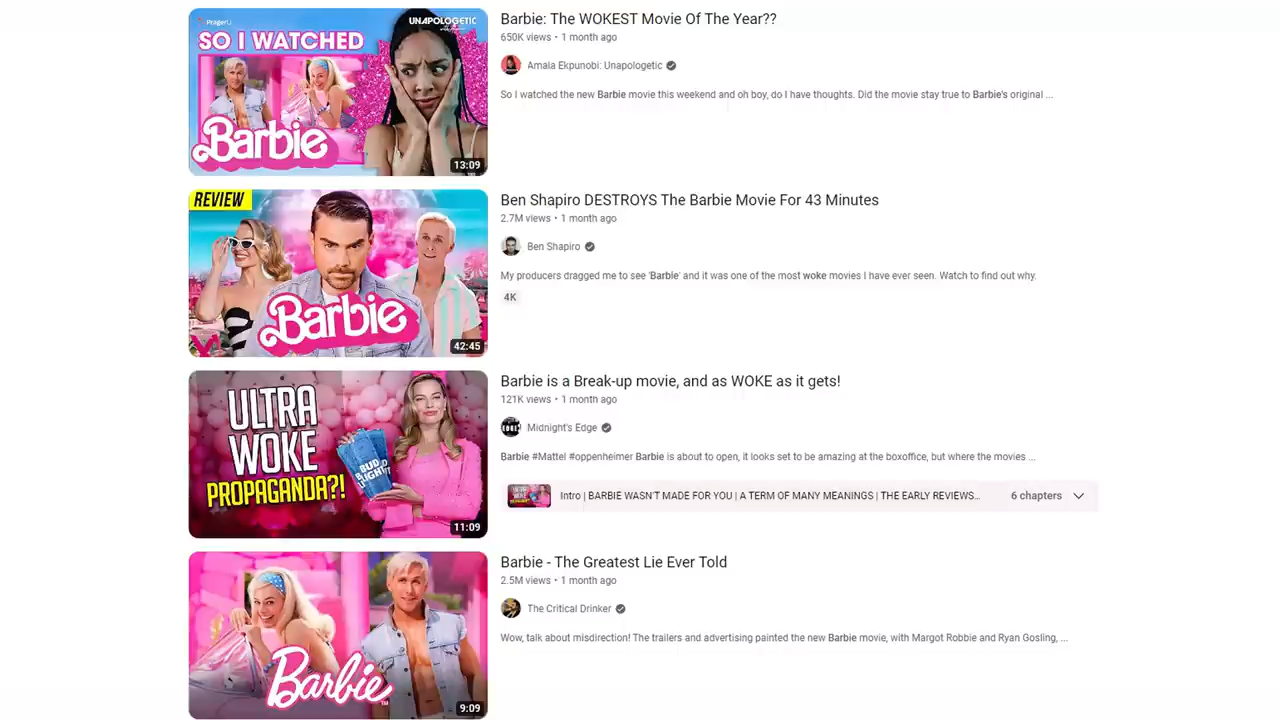 PragerU
UNAPOLOGETIC
SO I WATCHED
Barbie
13:09
Barbie: The WOKEST Movie Of The Year??
650K views • 1 month ago
Amala Ekpunobi: Unapologetic
So I watched the new Barbie movie this weekend and oh boy, do I have thoughts. Did the movie stay true to Barbie's original ...
REVIEW
Barbie
42:45
Ben Shapiro DESTROYS The Barbie Movie For 43 Minutes
2.7M views • 1 month ago
Ben Shapiro
My producers dragged me to see 'Barbie' and it was one of the most woke movies I have ever seen. Watch to find out why.
4K
ULTRA
WOKE
PROPAGANDA?!
BUD
LIGHT
11:09
Barbie is a Break-up movie, and as WOKE as it gets!
121K views • 1 month ago
EDGE
Midnight's Edge
Barbie #Mattel #oppenheimer Barbie is about to open, it looks set to be amazing at the boxoffice, but where the movies ...
Intro | BARBIE WASN'T MADE FOR YOU | A TERM OF MANY MEANINGS | THE EARLY REVIEWS...
6 chapters
Barbie
TM
9:09
Barbie - The Greatest Lie Ever Told
2.5M views • 1 month ago
The Critical Drinker
Wow, talk about misdirection! The trailers and advertising painted the new Barbie movie, with Margot Robbie and Ryan Gosling, ...